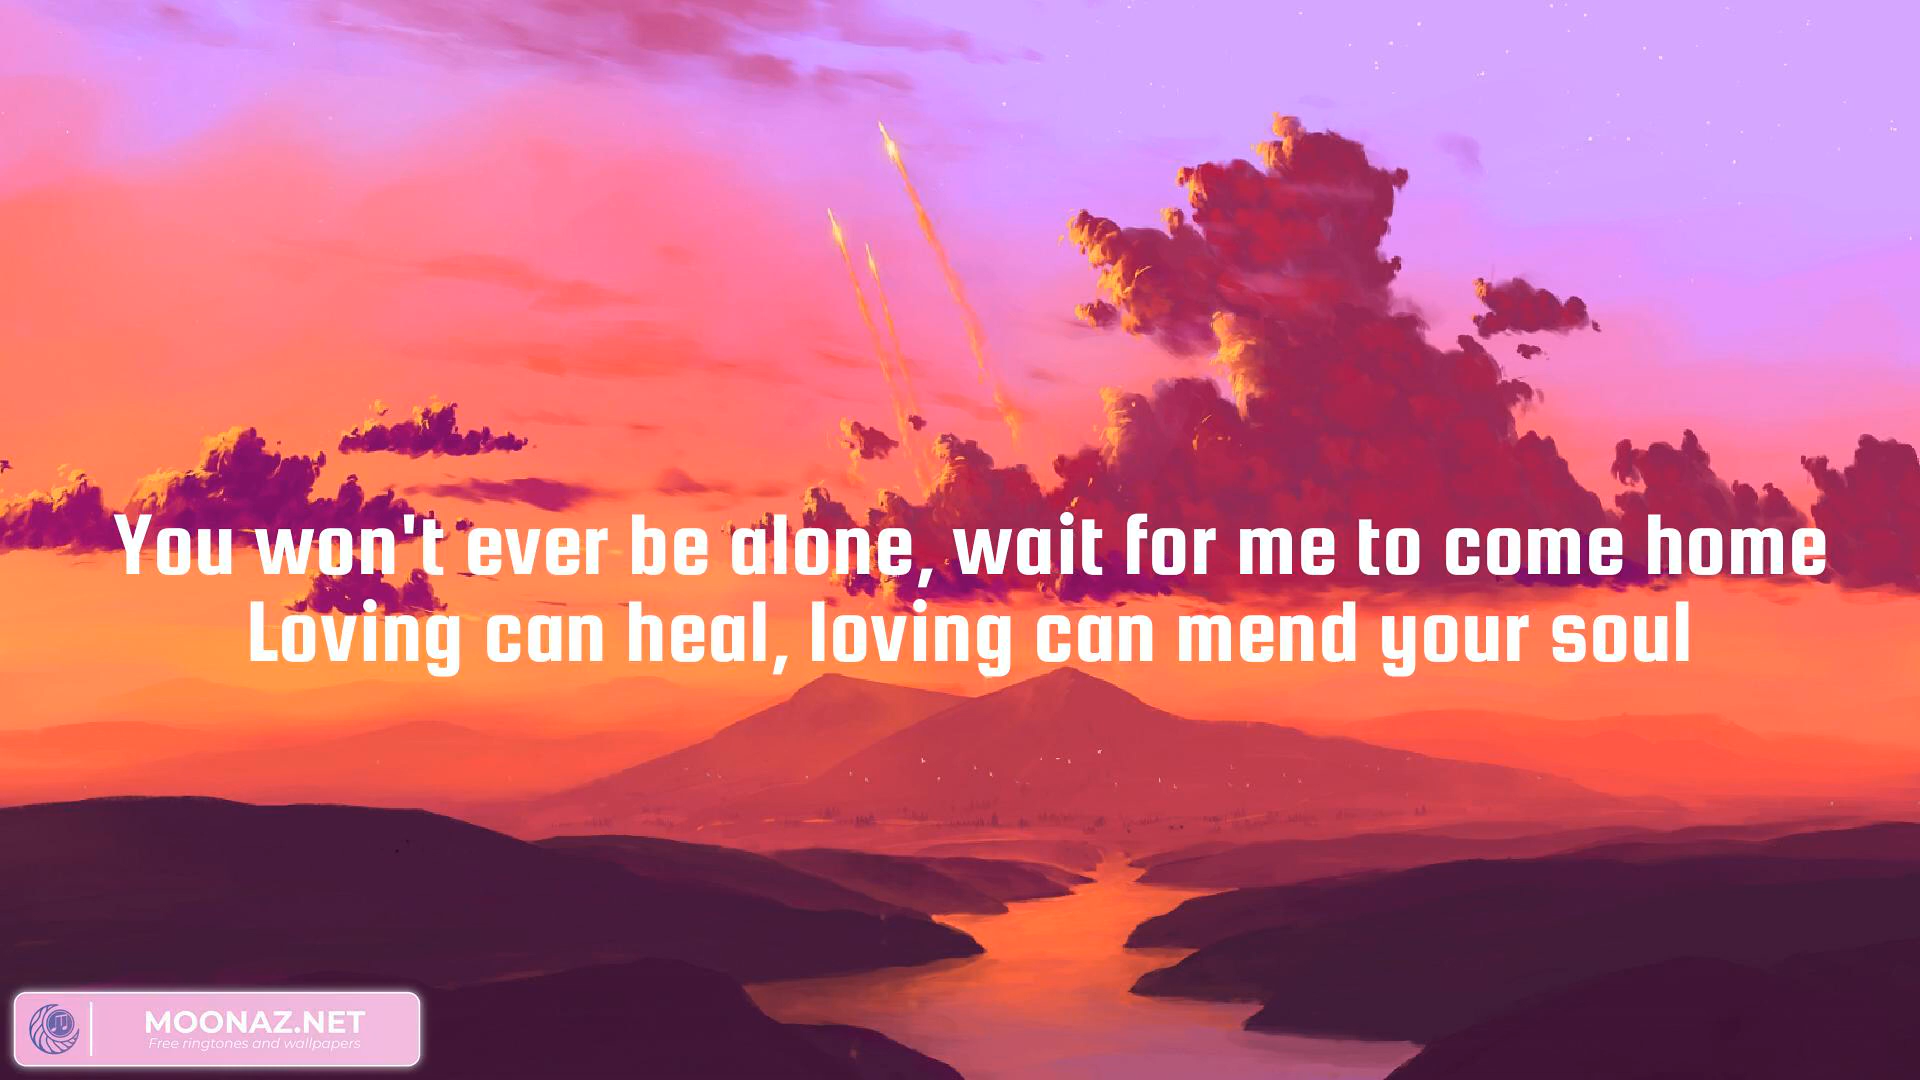 You won't ever be alone, wait for me to come home
Loving can heal, loving can mend your soul
MOONAZ.NET
Free ringtones and wallpapers